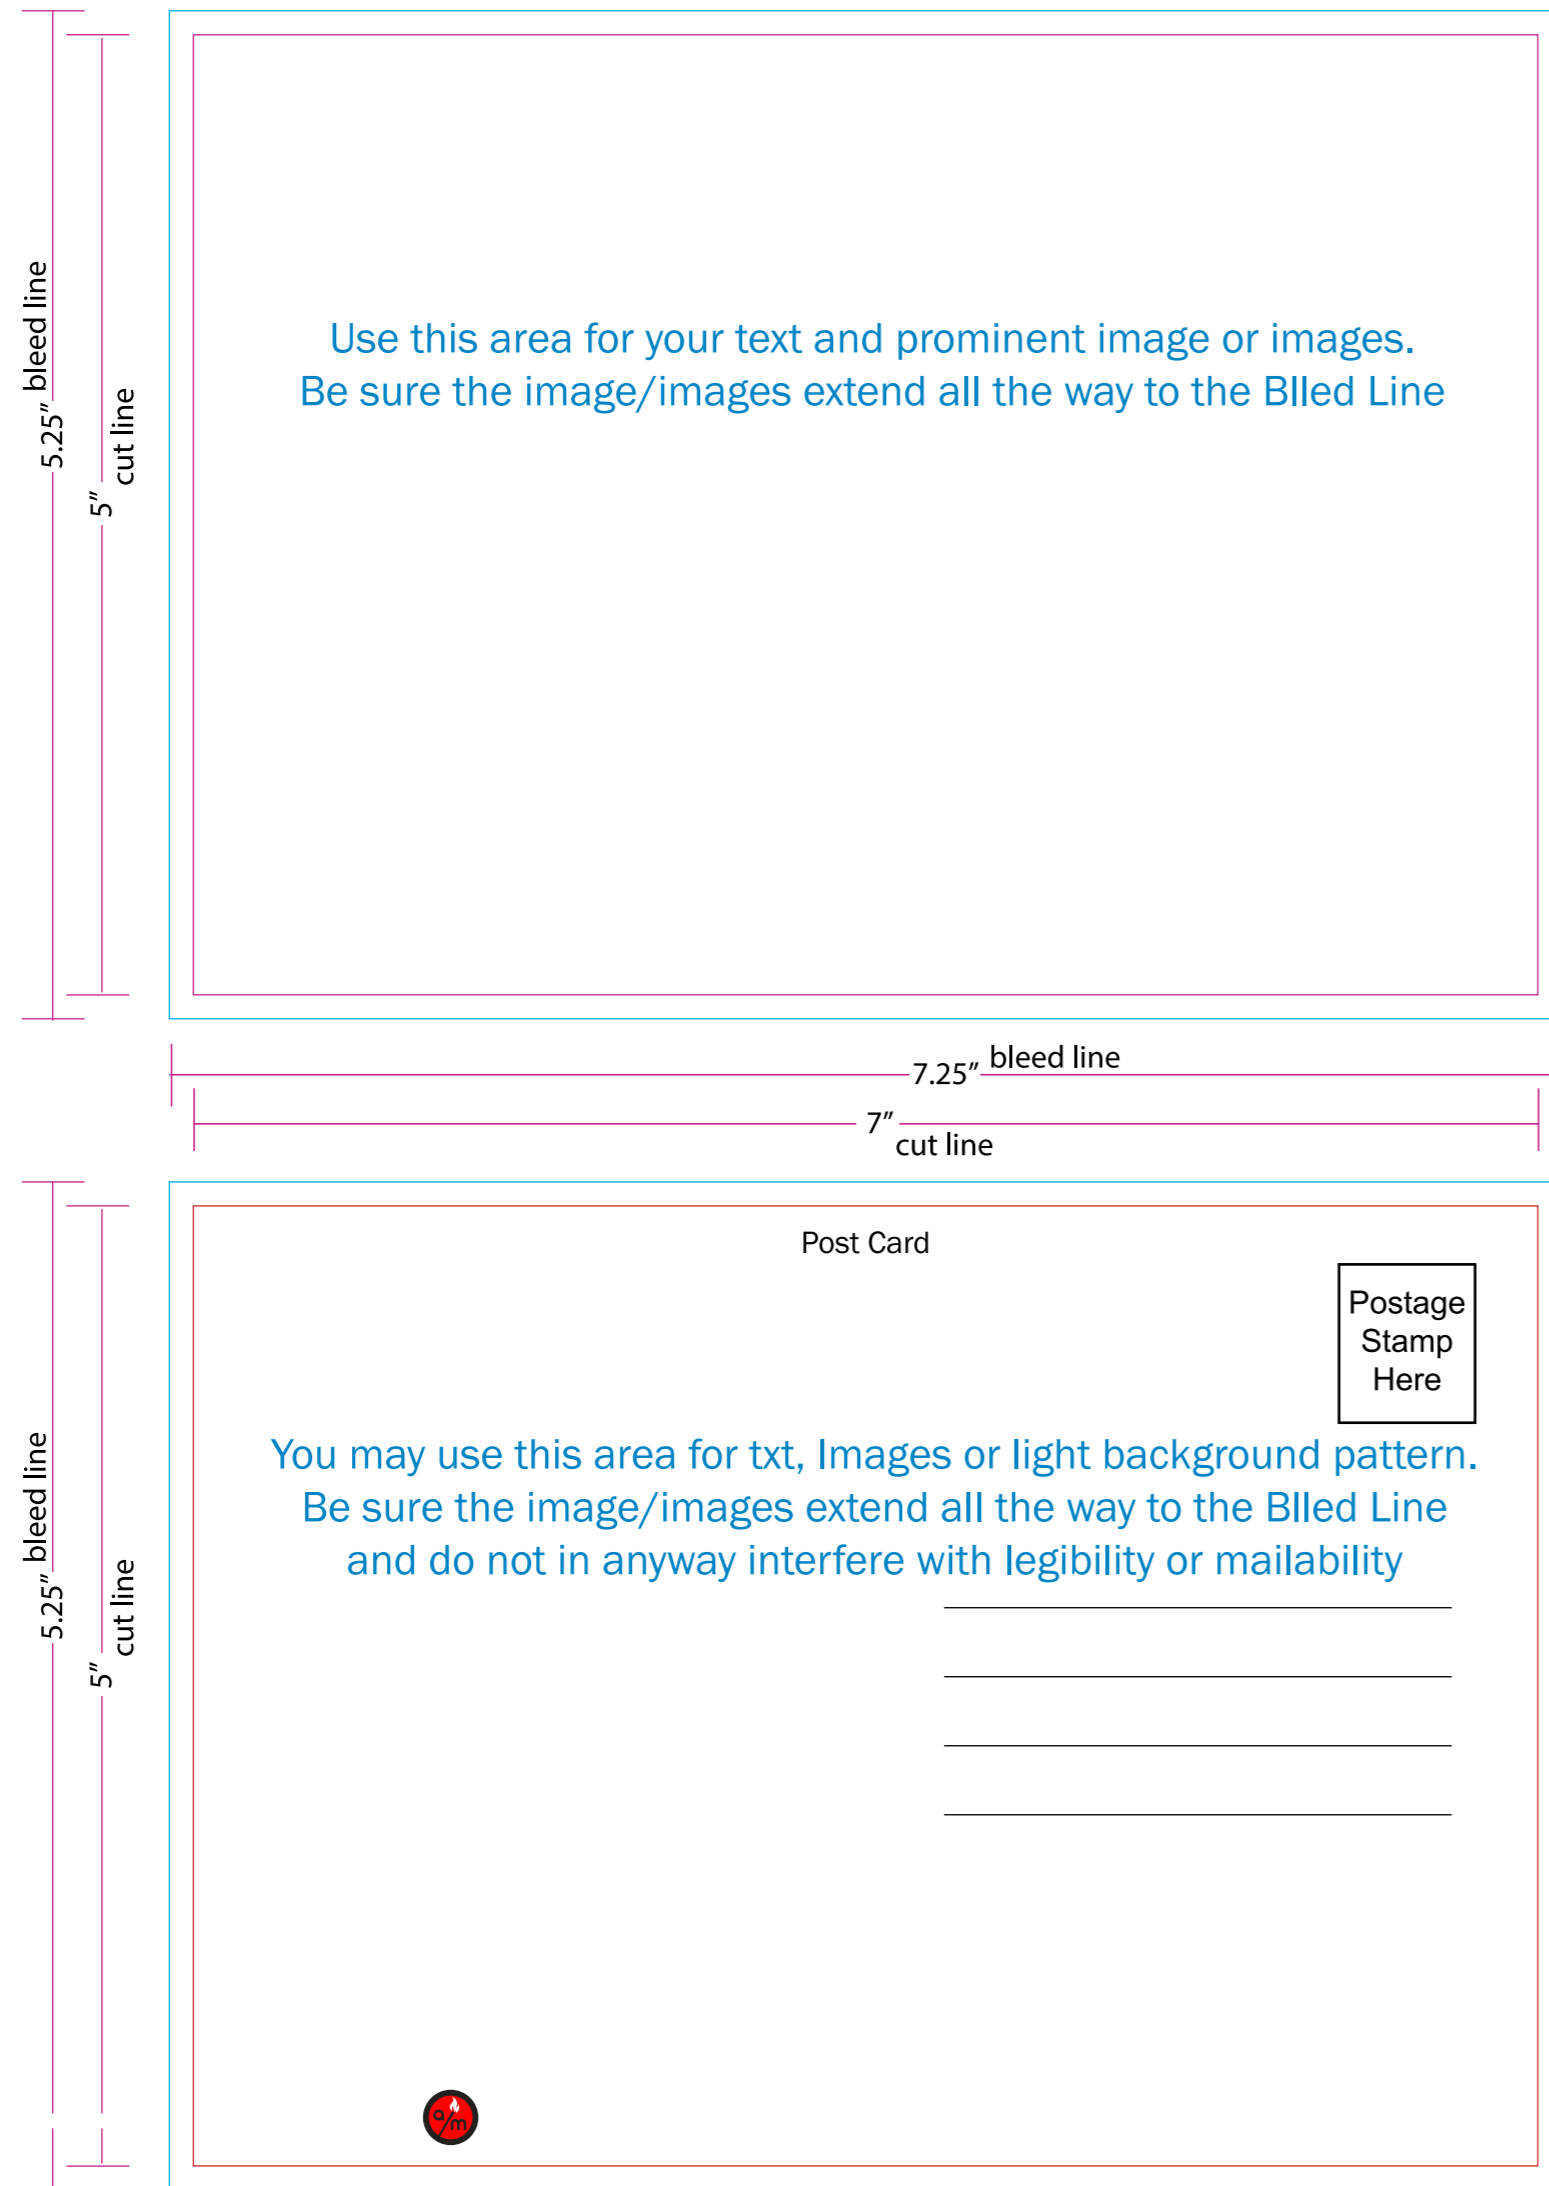 5.25" bleed line
5"
cut line
Use this area for your text and prominent image or images.
Be sure the image/images extend all the way to the Blled Line
7.25" bleed line
7"
cut line
Post Card
Postage
Stamp
Here
5.25" bleed line
5"
cut line
You may use this area for txt, Images or light background pattern.
Be sure the image/images extend all the way to the Blled Line
and do not in anyway interfere with legibility or mailability
a/m